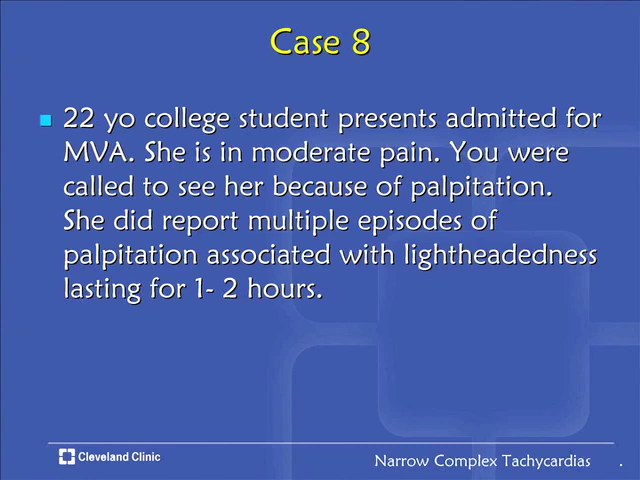 Case 8
22 yo college student presents admitted for
MVA. She is in moderate pain. You were
called to see her because of palpitation.
She did report multiple episodes of
palpitation associated with lightheadedness
lasting for 1- 2 hours.
Cleveland Clinic
Narrow Complex Tachycardias .